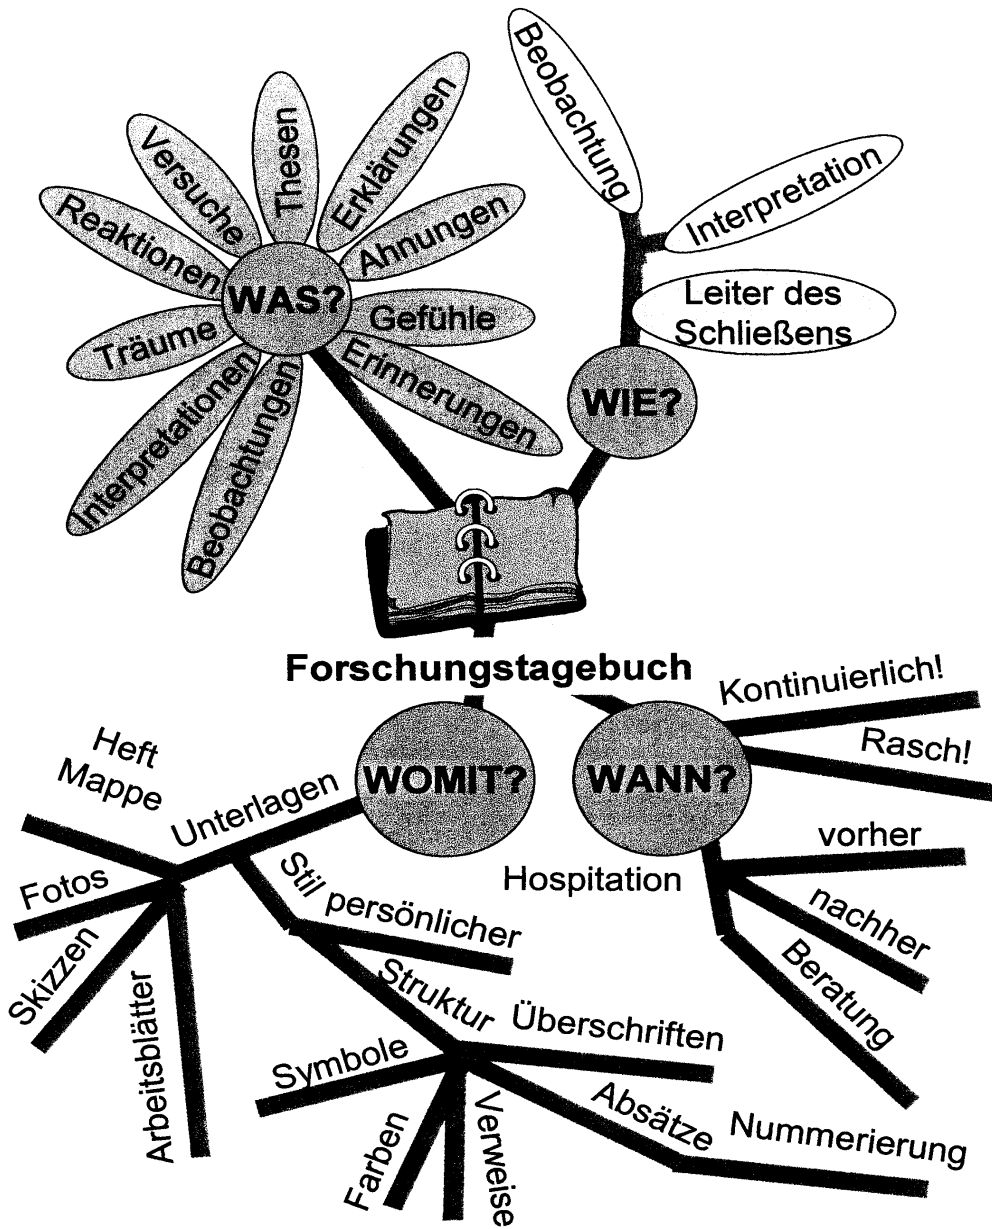 WAS?
Thesen
Erklärungen
Ahnungen
Gefühle
Erinnerungen
Beobachtungen
Interpretationen
Träume
Reaktionen
Versuche
WIE?
Beobachtung
Interpretation
Leiter des
Schließens
Forschungstagebuch
WOMIT?
Unterlagen
Heft
Mappe
Fotos
Skizzen
Arbeitsblätter
Stil
persönlicher
Struktur
Symbole
Farben
Verweise
Überschriften
Absätze
Nummerierung
WANN?
Kontinuierlich!
Rasch!
Hospitation
vorher
nachher
Beratung